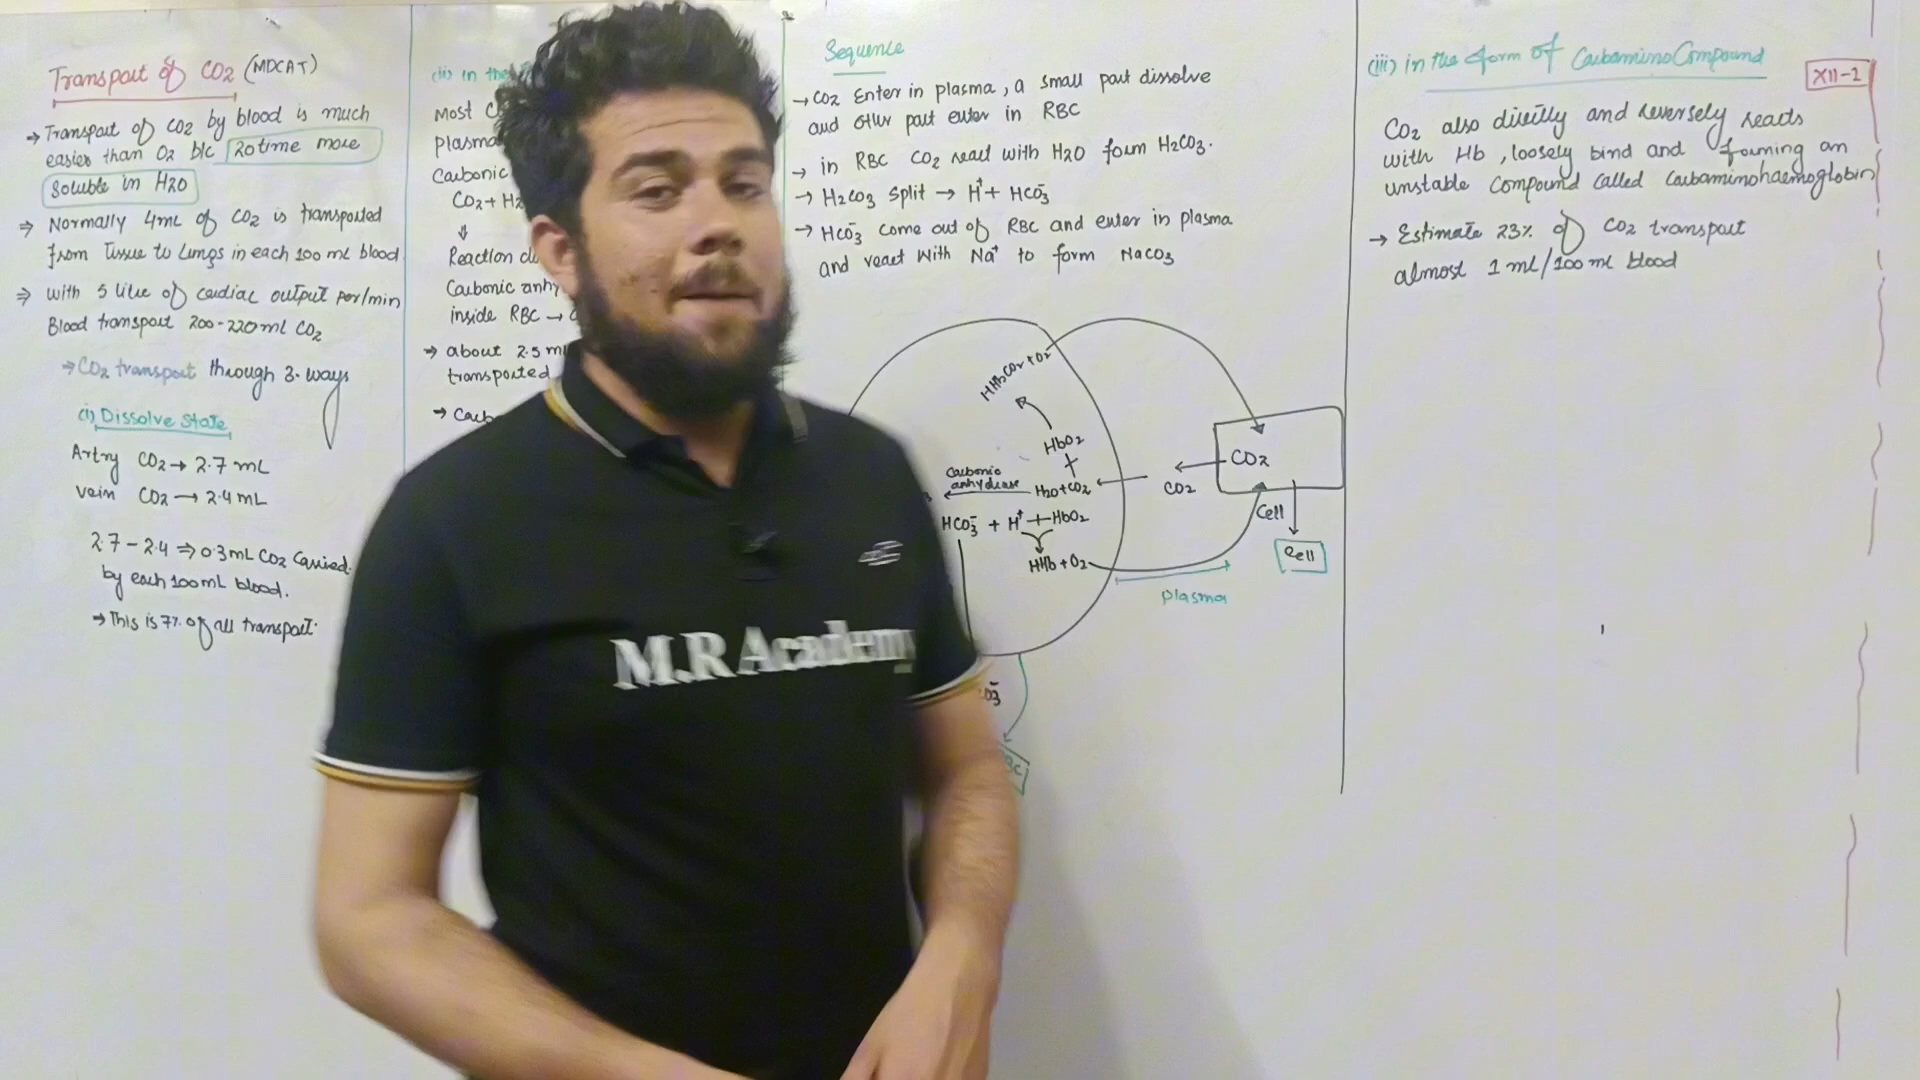 Transport of CO2 (MDCAT)
→ Transport of CO2 by blood is much
easier than O2 b/c 20 time more
Soluble in H2O
⇒ Normally 4mL of CO2 is transported
from tissue to Lungs in each 100 mL blood
⇒ with 5 litre of cardiac output per/min
Blood transport 200-220ml CO2
→ CO2 transport through 3. ways
(i) Dissolve State
Artry CO2 → 2.7 mL
vein CO2 → 2.4 mL
2.7 - 2.4 ⇒ 0.3mL CO2 Carried
by each 100mL blood.
→ This is 7% of all transport.
(ii) in the
Most
plasma
Carbonic
CO2 + H2
⇓
Reaction
Carbonic anhy
inside RBC →
→ about 2.5 ml
transported
→ Carb
Sequence
→ CO2 Enter in plasma, a small part dissolve
and other part enter in RBC
→ in RBC CO2 react with H2O form H2CO3.
→ H2CO3 split → H+ + HCO3-
→ HCO3- come out of RBC and enter in plasma
and react with Na+ to form NaCO3
HHbCO2 + O2
HbO2
+
Carbonic
anhydrase
H2O + CO2
CO2
CO2
HCO3- + H+ + HbO2
HHb + O2
Cell
Cell
Plasma
(iii) in the form of Carbamino Compound
XII-2
CO2 also directly and reversely reacts
with Hb, loosely bind and forming an
unstable compound called Carbaminohaemoglobin
→ Estimate 23% of CO2 transport
almost 1 ml/100 ml blood
M.R Academy